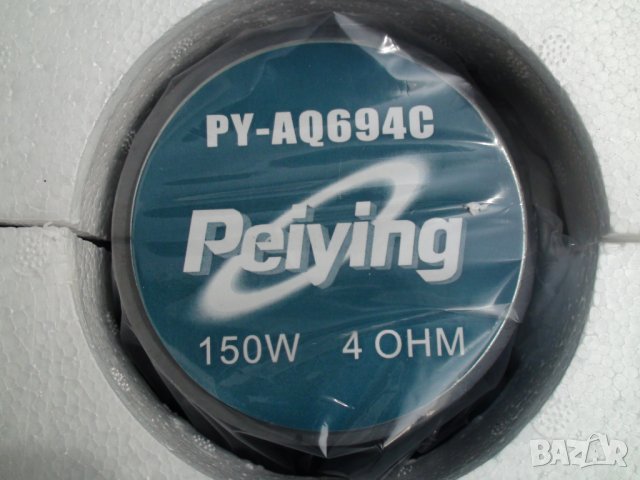 PY-AQ694C
Peiying
150W 4 OHM
BAZAR